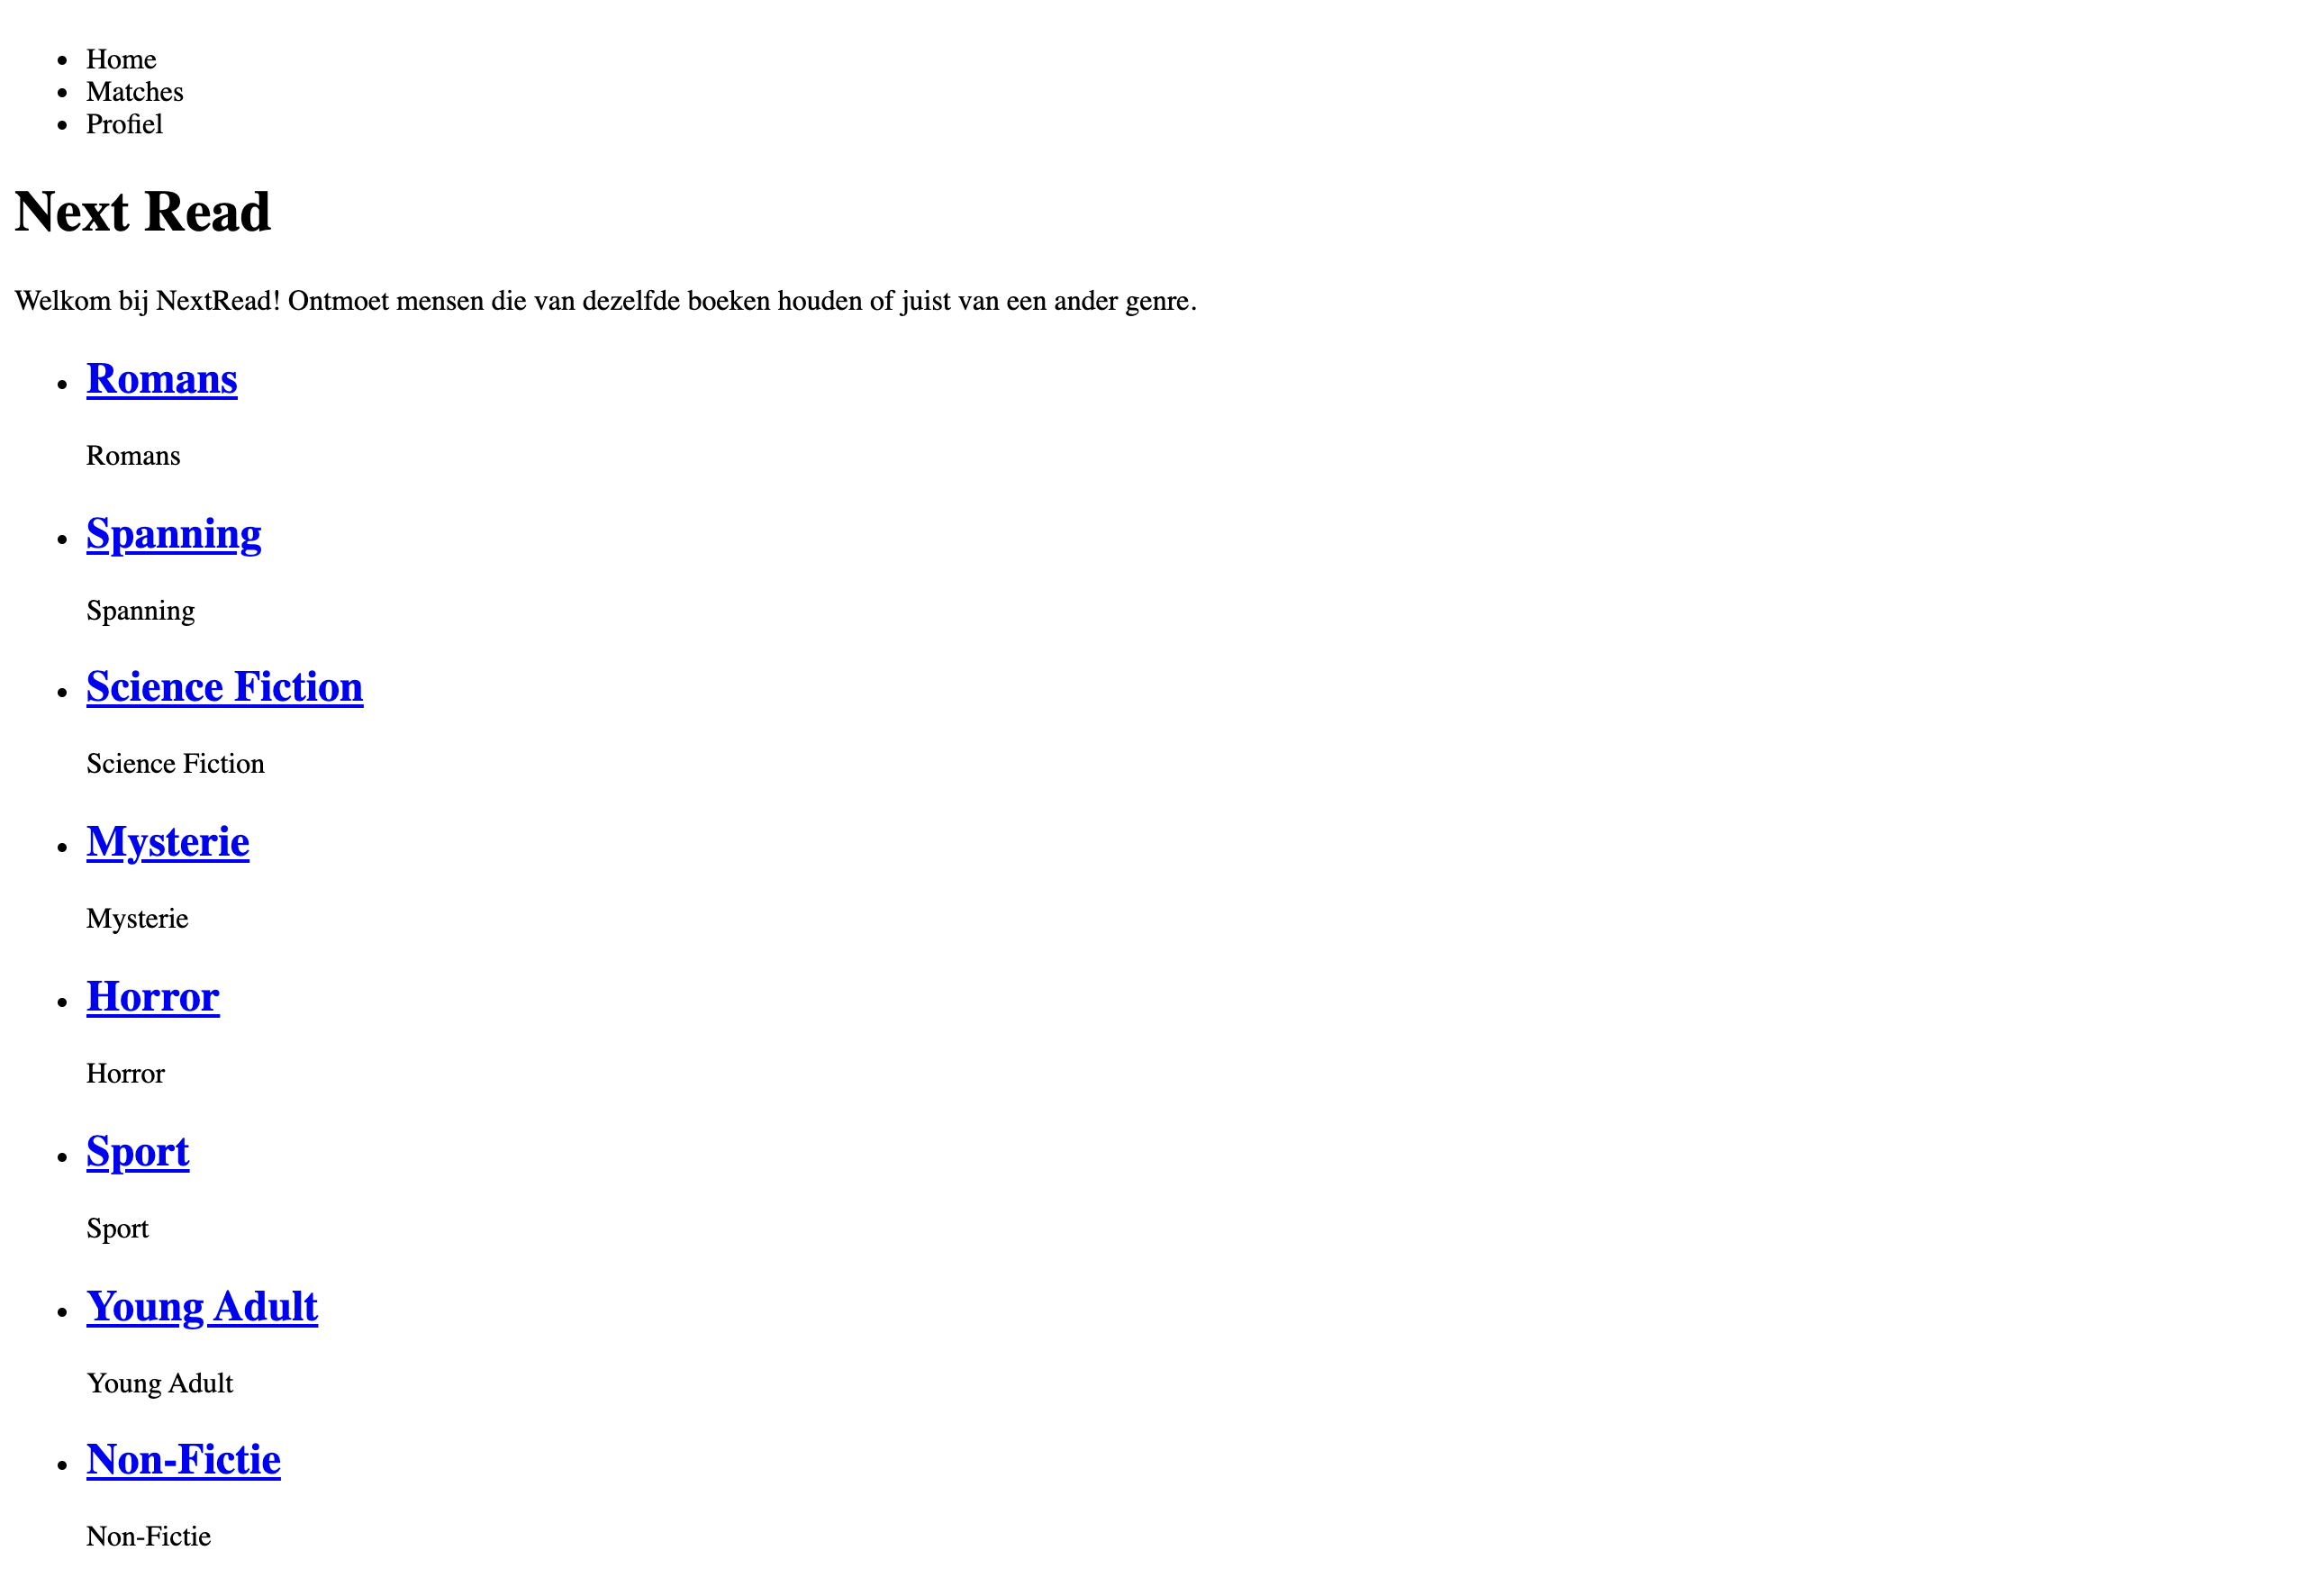 Home
Matches
Profiel
Next Read
Welkom bij NextRead! Ontmoet mensen die van dezelfde boeken houden of juist van een ander genre.
Romans
Romans
Spanning
Spanning
Science Fiction
Science Fiction
Mysterie
Mysterie
Horror
Horror
Sport
Sport
Young Adult
Young Adult
Non-Fictie
Non-Fictie